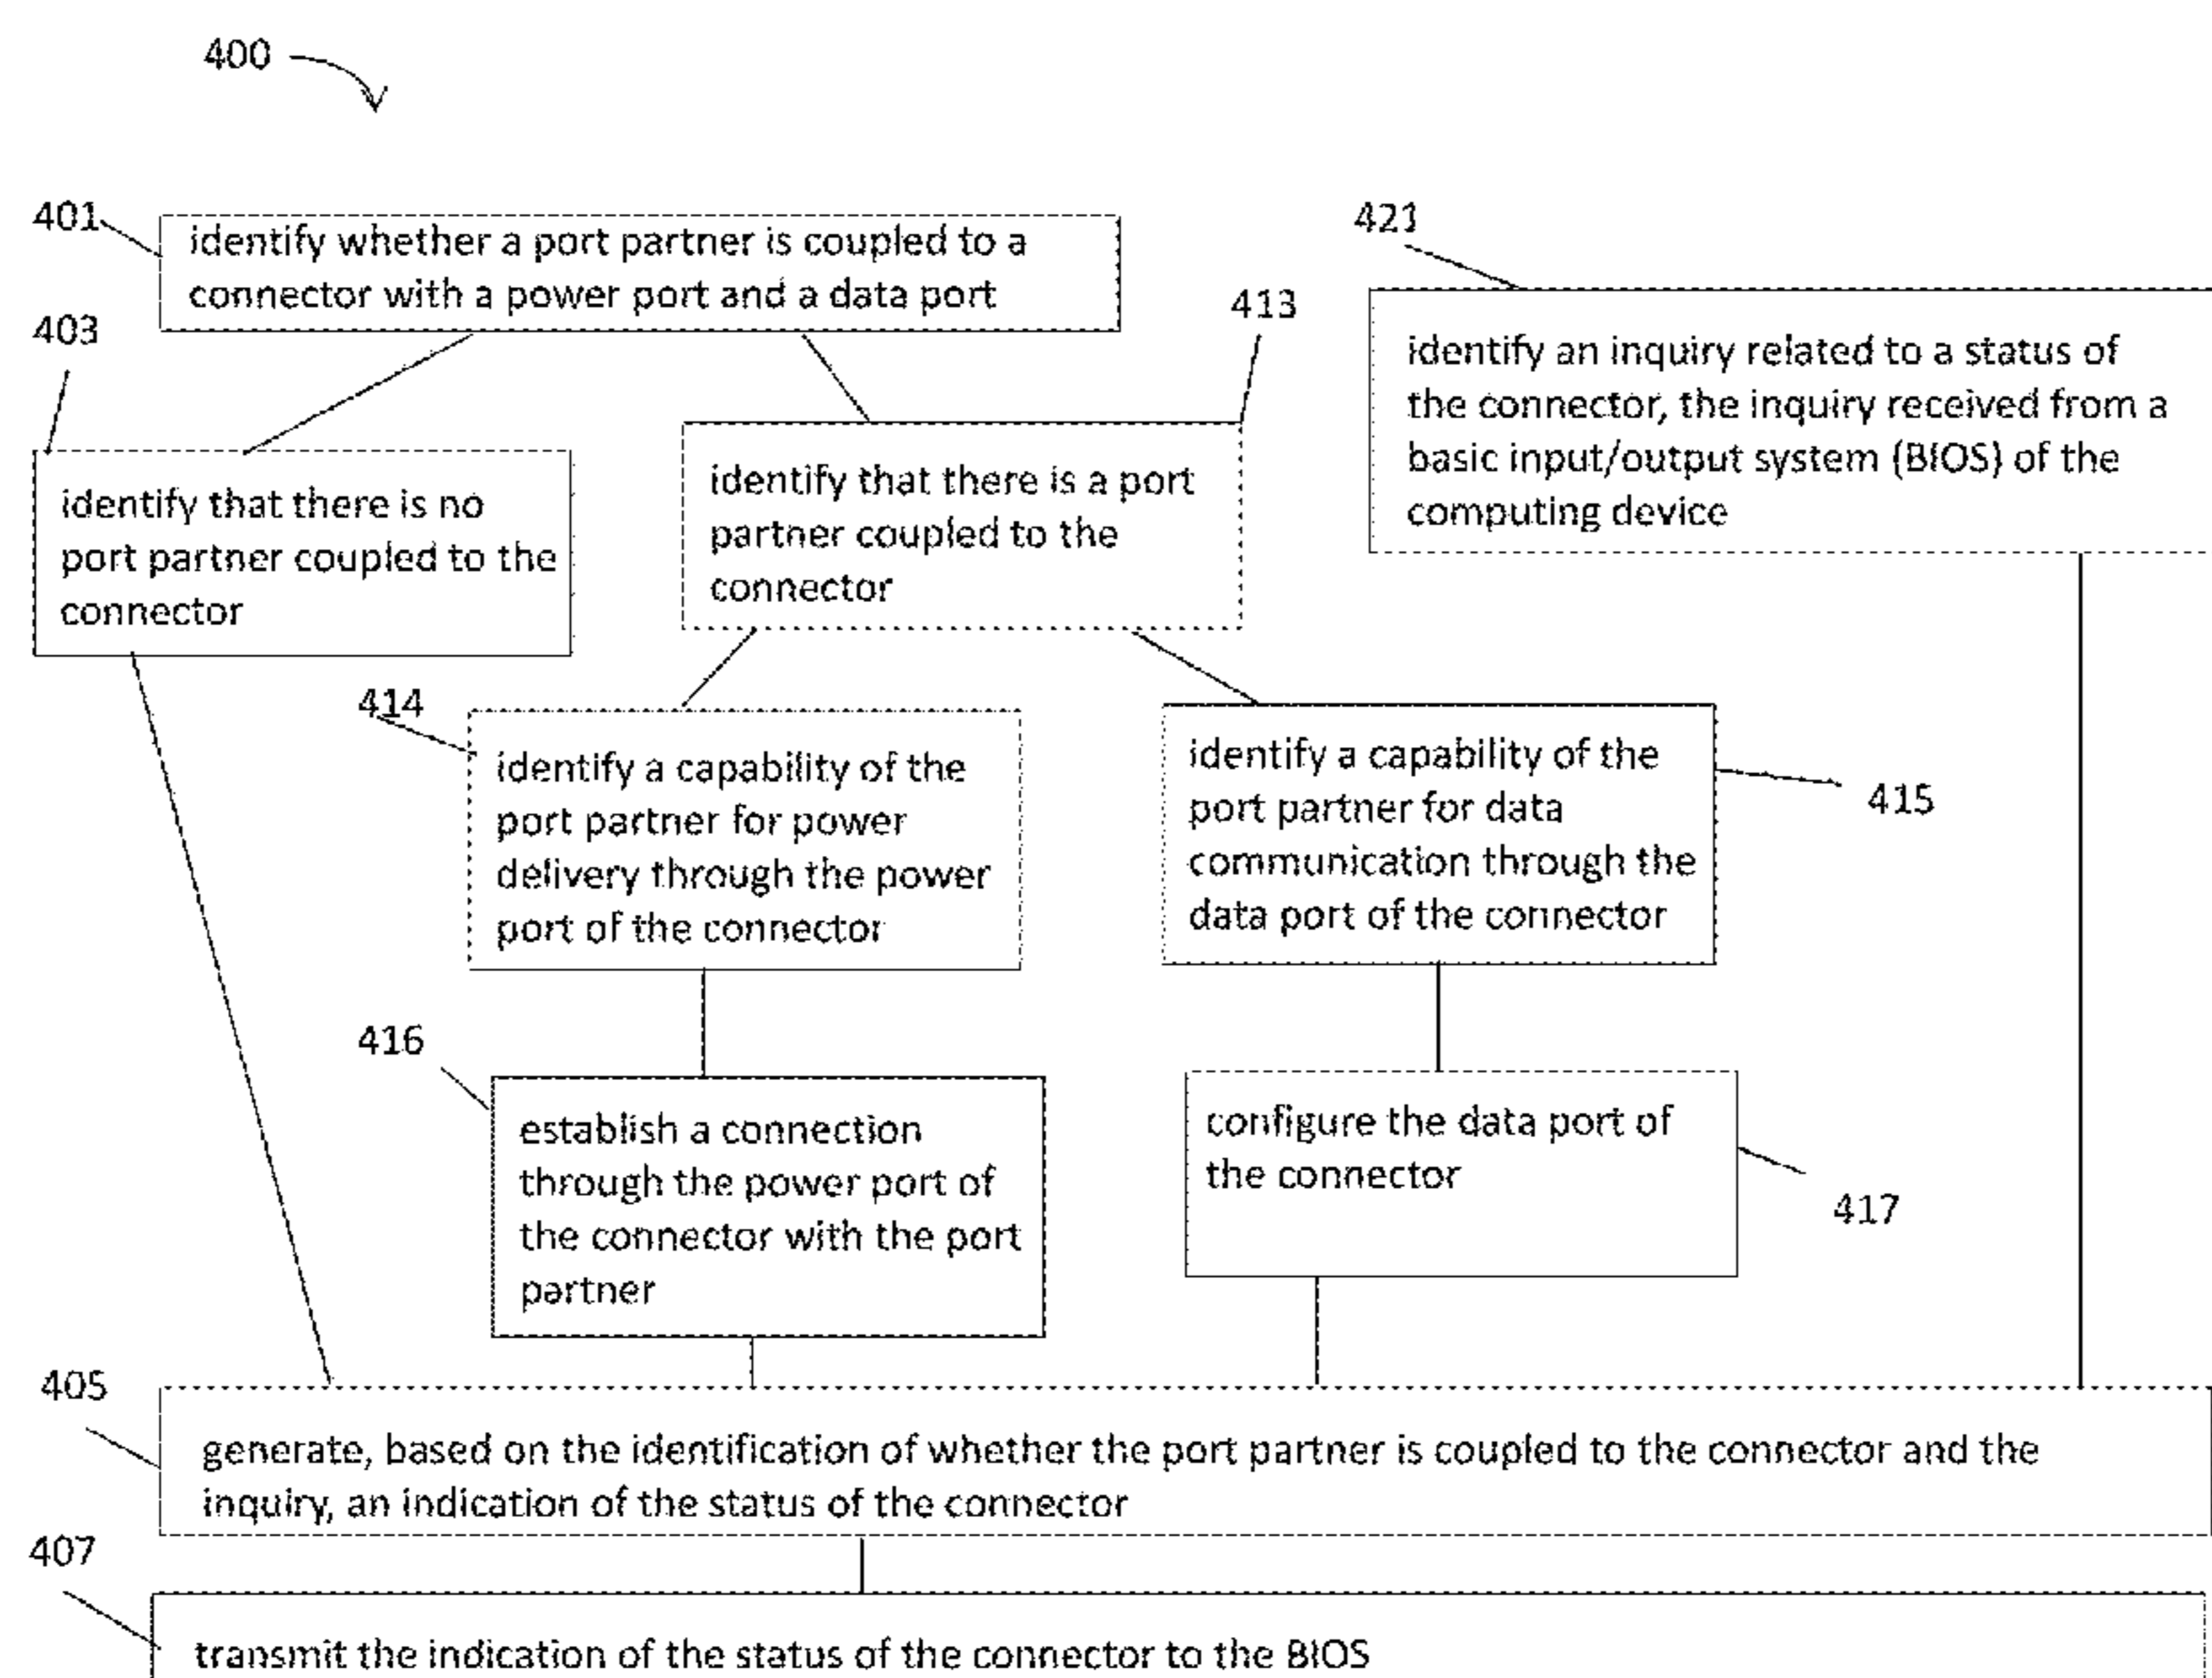 400
401
identify whether a port partner is coupled to a
connector with a power port and a data port
421
identify an inquiry related to a status of
the connector, the inquiry received from a
basic input/output system (BIOS) of the
computing device
403
identify that there is no
port partner coupled to the
connector
413
identify that there is a port
partner coupled to the
connector
414
identify a capability of the
port partner for power
delivery through the power
port of the connector
identify a capability of the
port partner for data
communication through the
data port of the connector
415
416
establish a connection
through the power port of
the connector with the port
partner
configure the data port of
the connector
417
405
generate, based on the identification of whether the port partner is coupled to the connector and the
inquiry, an indication of the status of the connector
407
transmit the indication of the status of the connector to the BIOS